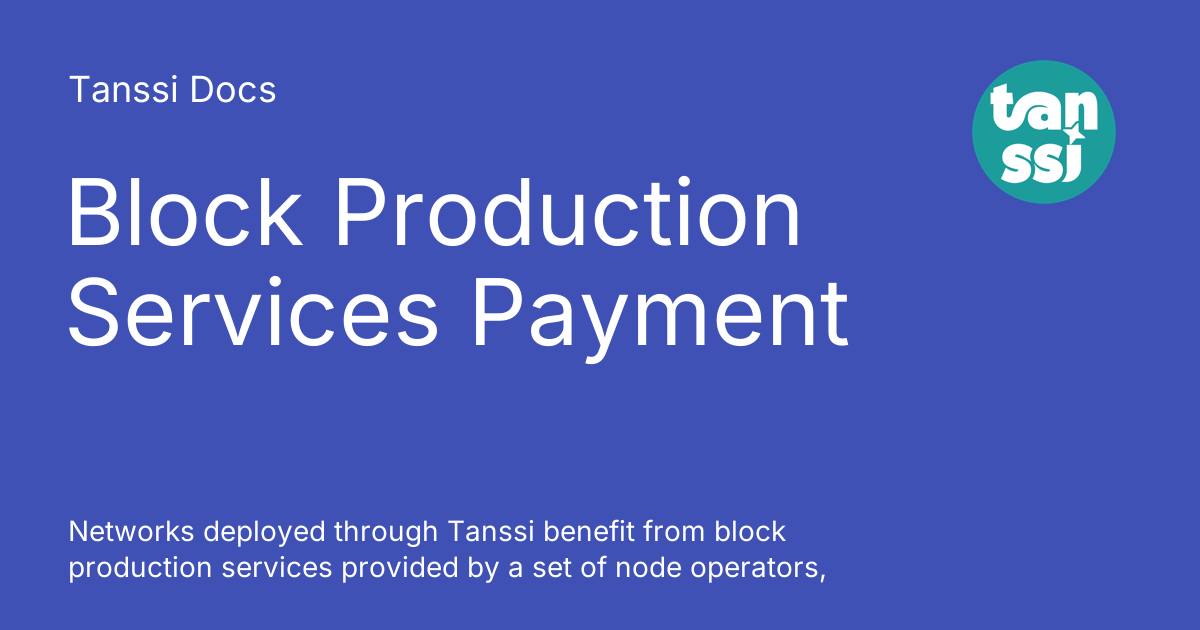 Tanssi Docs
tan
ssi
Block Production
Services Payment
Networks deployed through Tanssi benefit from block
production services provided by a set of node operators,